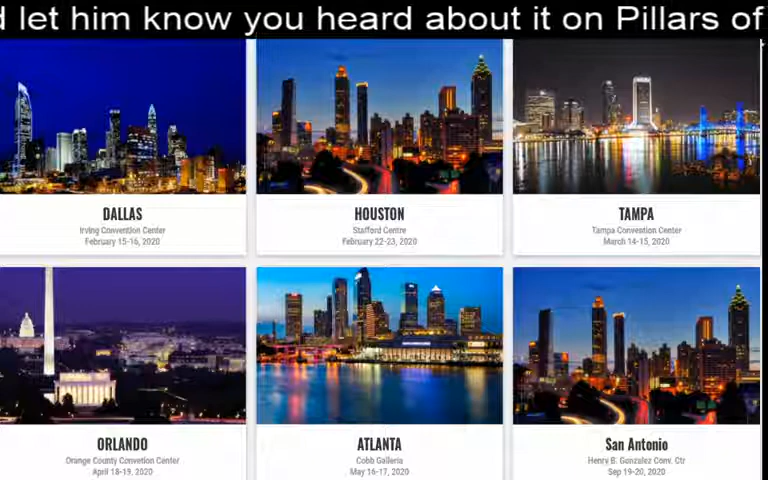 d let him know you heard about it on Pillars of
DALLAS
Irving Convention Center
February 15-16, 2020
HOUSTON
Stafford Centre
February 22-23, 2020
TAMPA
Tampa Convention Center
March 14-15, 2020
ORLANDO
Orange County Convetion Center
April 18-19, 2020
ATLANTA
Cobb Galleria
May 16-17, 2020
San Antonio
Henry B. Gonzalez Conv. Ctr
Sep 19-20, 2020